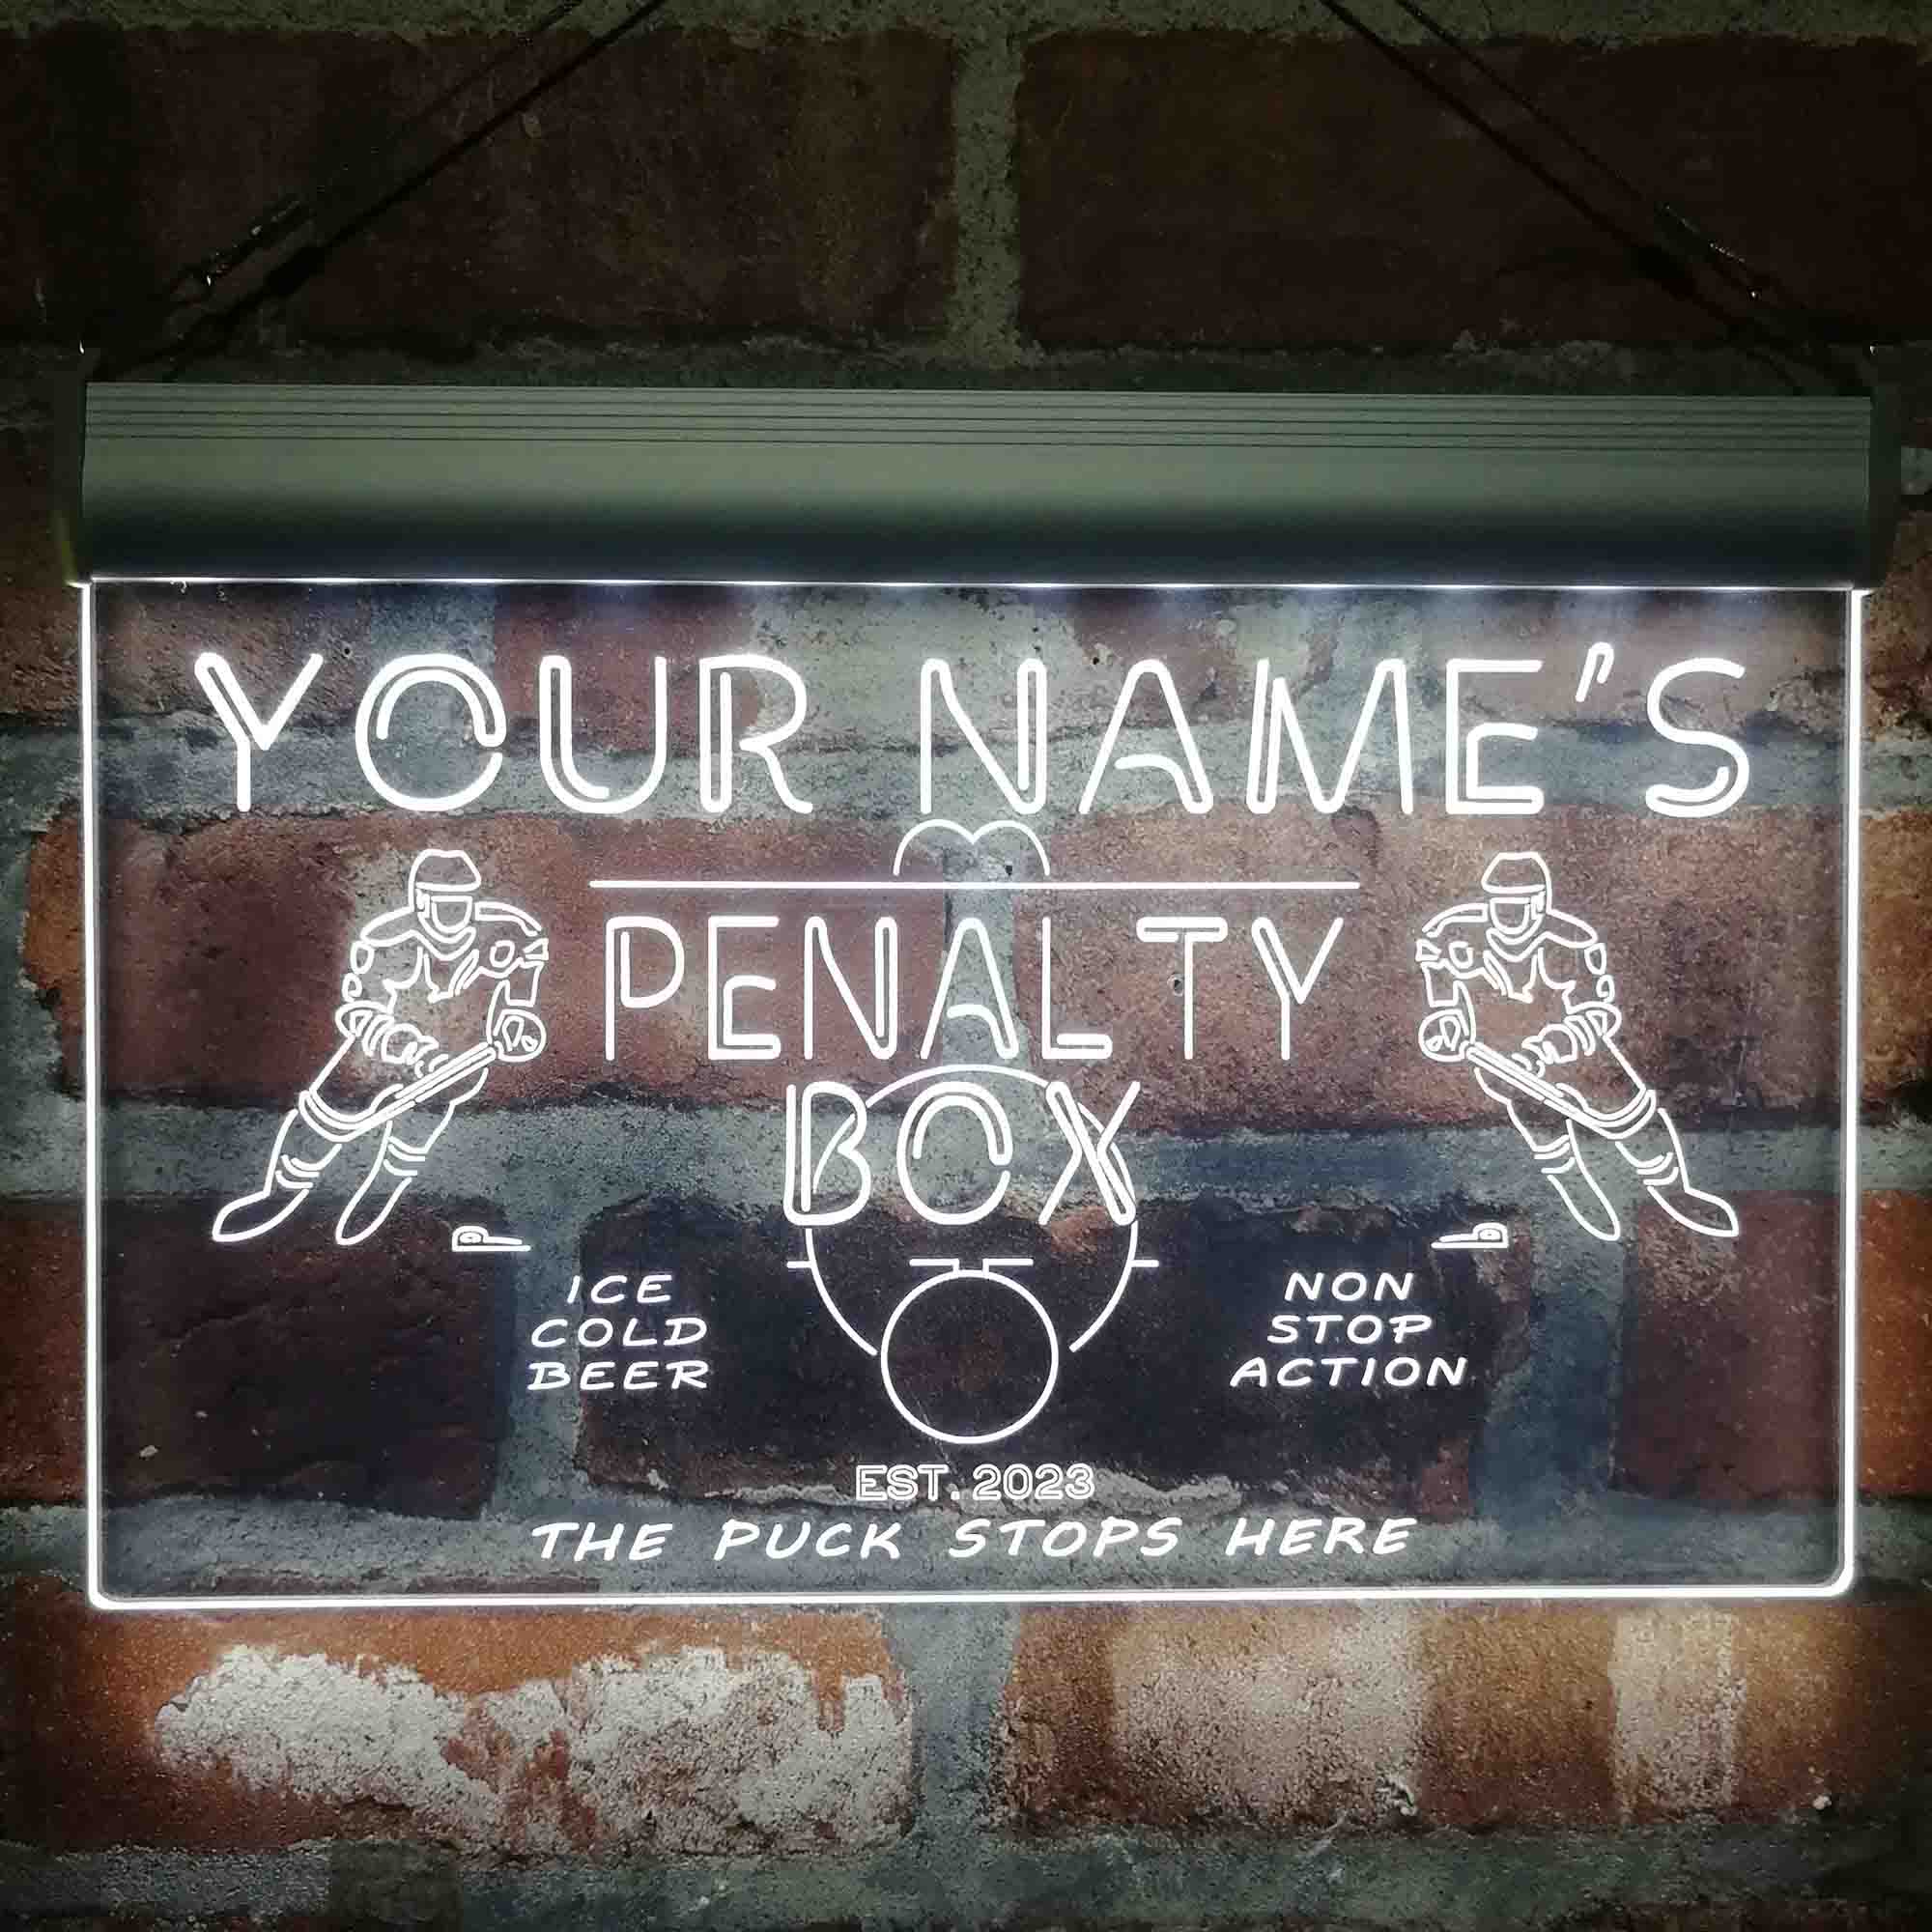 YOUR NAME'S
PENALTY
BOX
ICE
COLD
BEER
NON
STOP
ACTION
EST. 2023
THE PUCK STOPS HERE